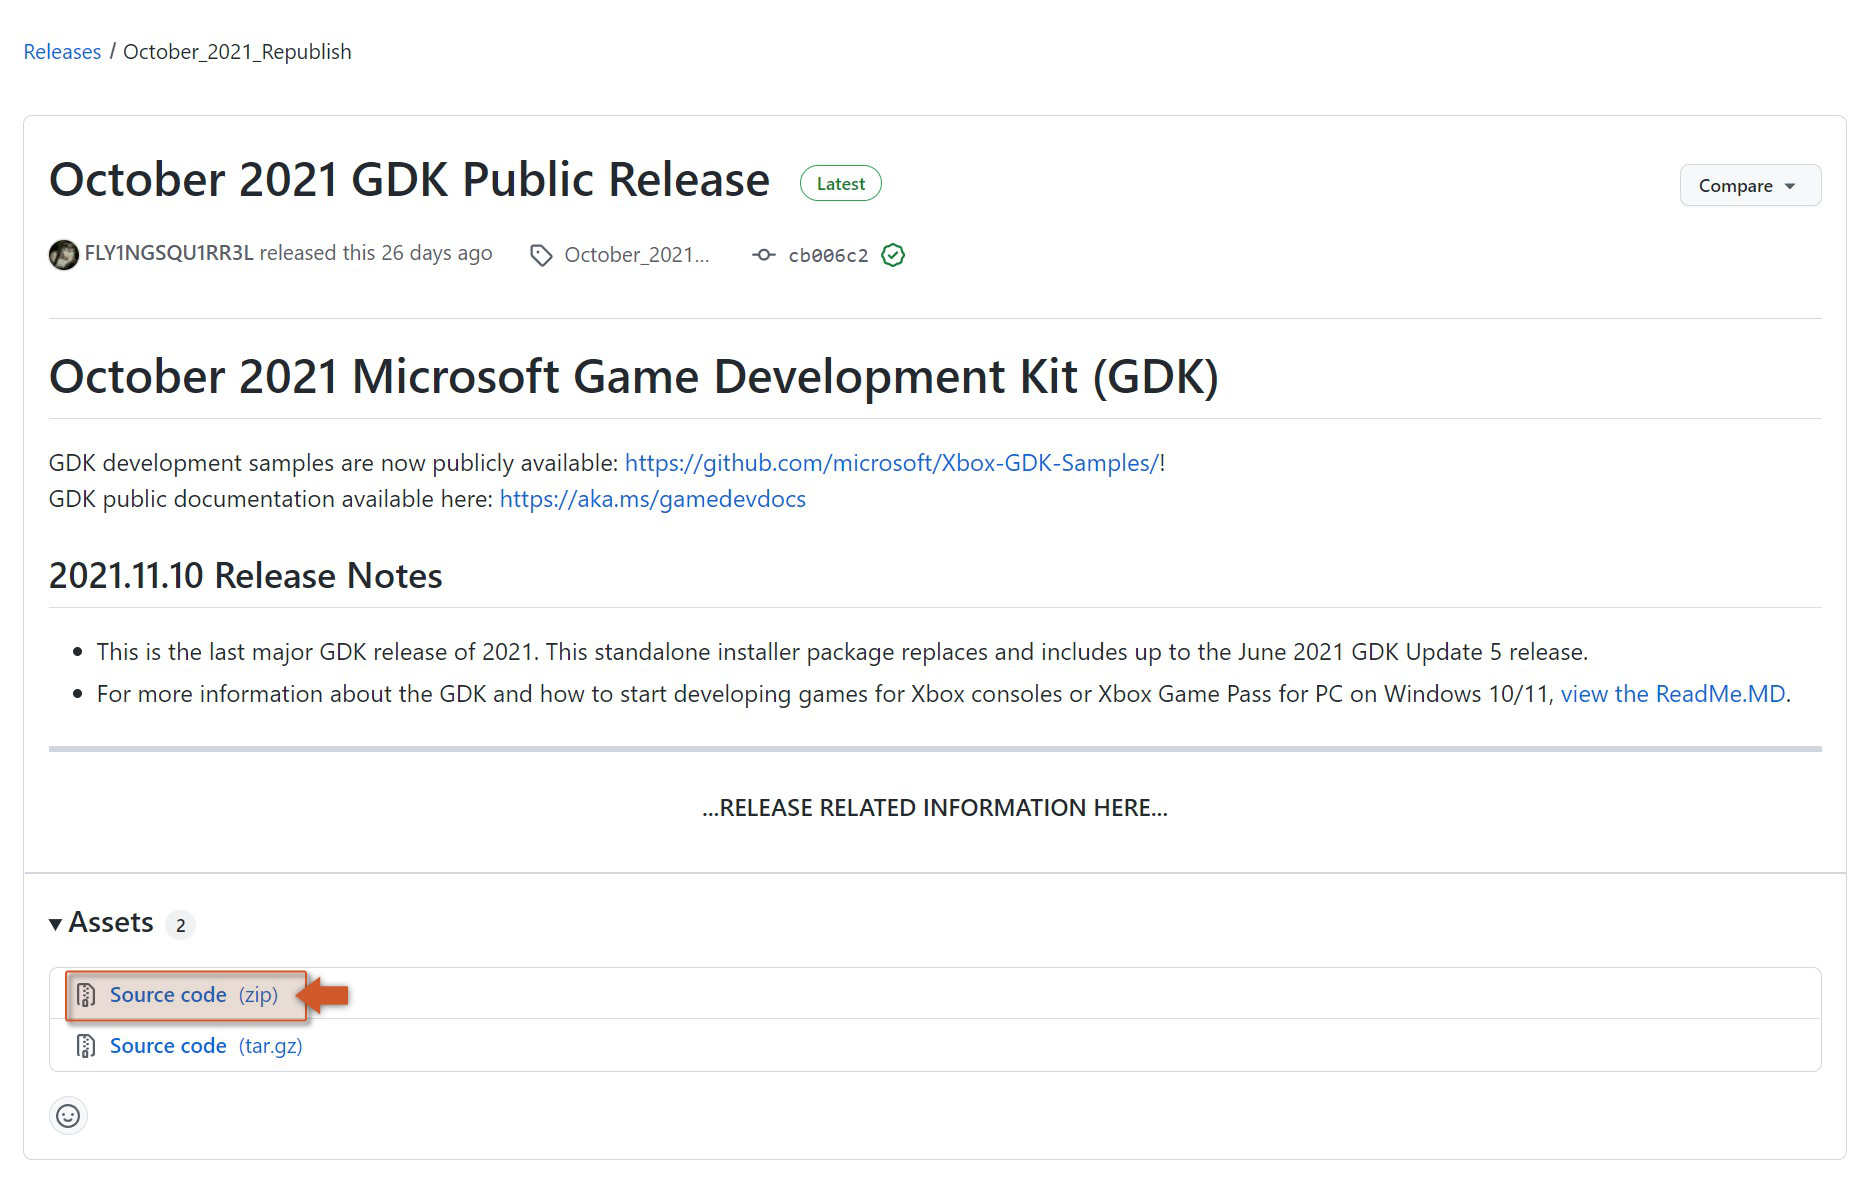 Releases / October_2021_Republish
October 2021 GDK Public Release Latest
Compare
FLY1NGSQU1RR3L released this 26 days ago October_2021... cb006c2
October 2021 Microsoft Game Development Kit (GDK)
GDK development samples are now publicly available: https://github.com/microsoft/Xbox-GDK-Samples/!
GDK public documentation available here: https://aka.ms/gamedevdocs
2021.11.10 Release Notes
This is the last major GDK release of 2021. This standalone installer package replaces and includes up to the June 2021 GDK Update 5 release.
For more information about the GDK and how to start developing games for Xbox consoles or Xbox Game Pass for PC on Windows 10/11, view the ReadMe.MD.
...RELEASE RELATED INFORMATION HERE...
Assets 2
Source code (zip)
Source code (tar.gz)